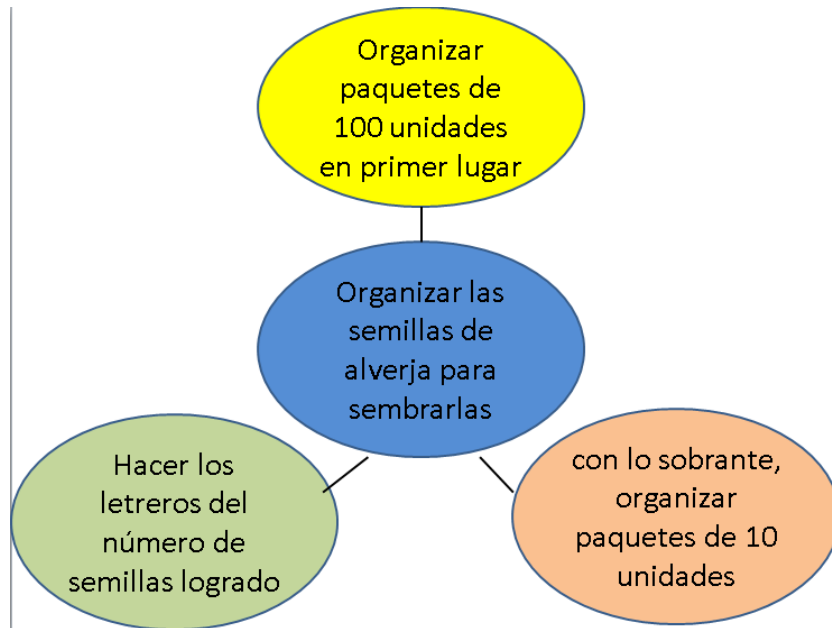 Organizar
paquetes de
100 unidades
en primer lugar
Organizar las
semillas de
alverja para
sembrarlas
Hacer los
letreros del
número de
semillas logrado
con lo sobrante,
organizar
paquetes de 10
unidades